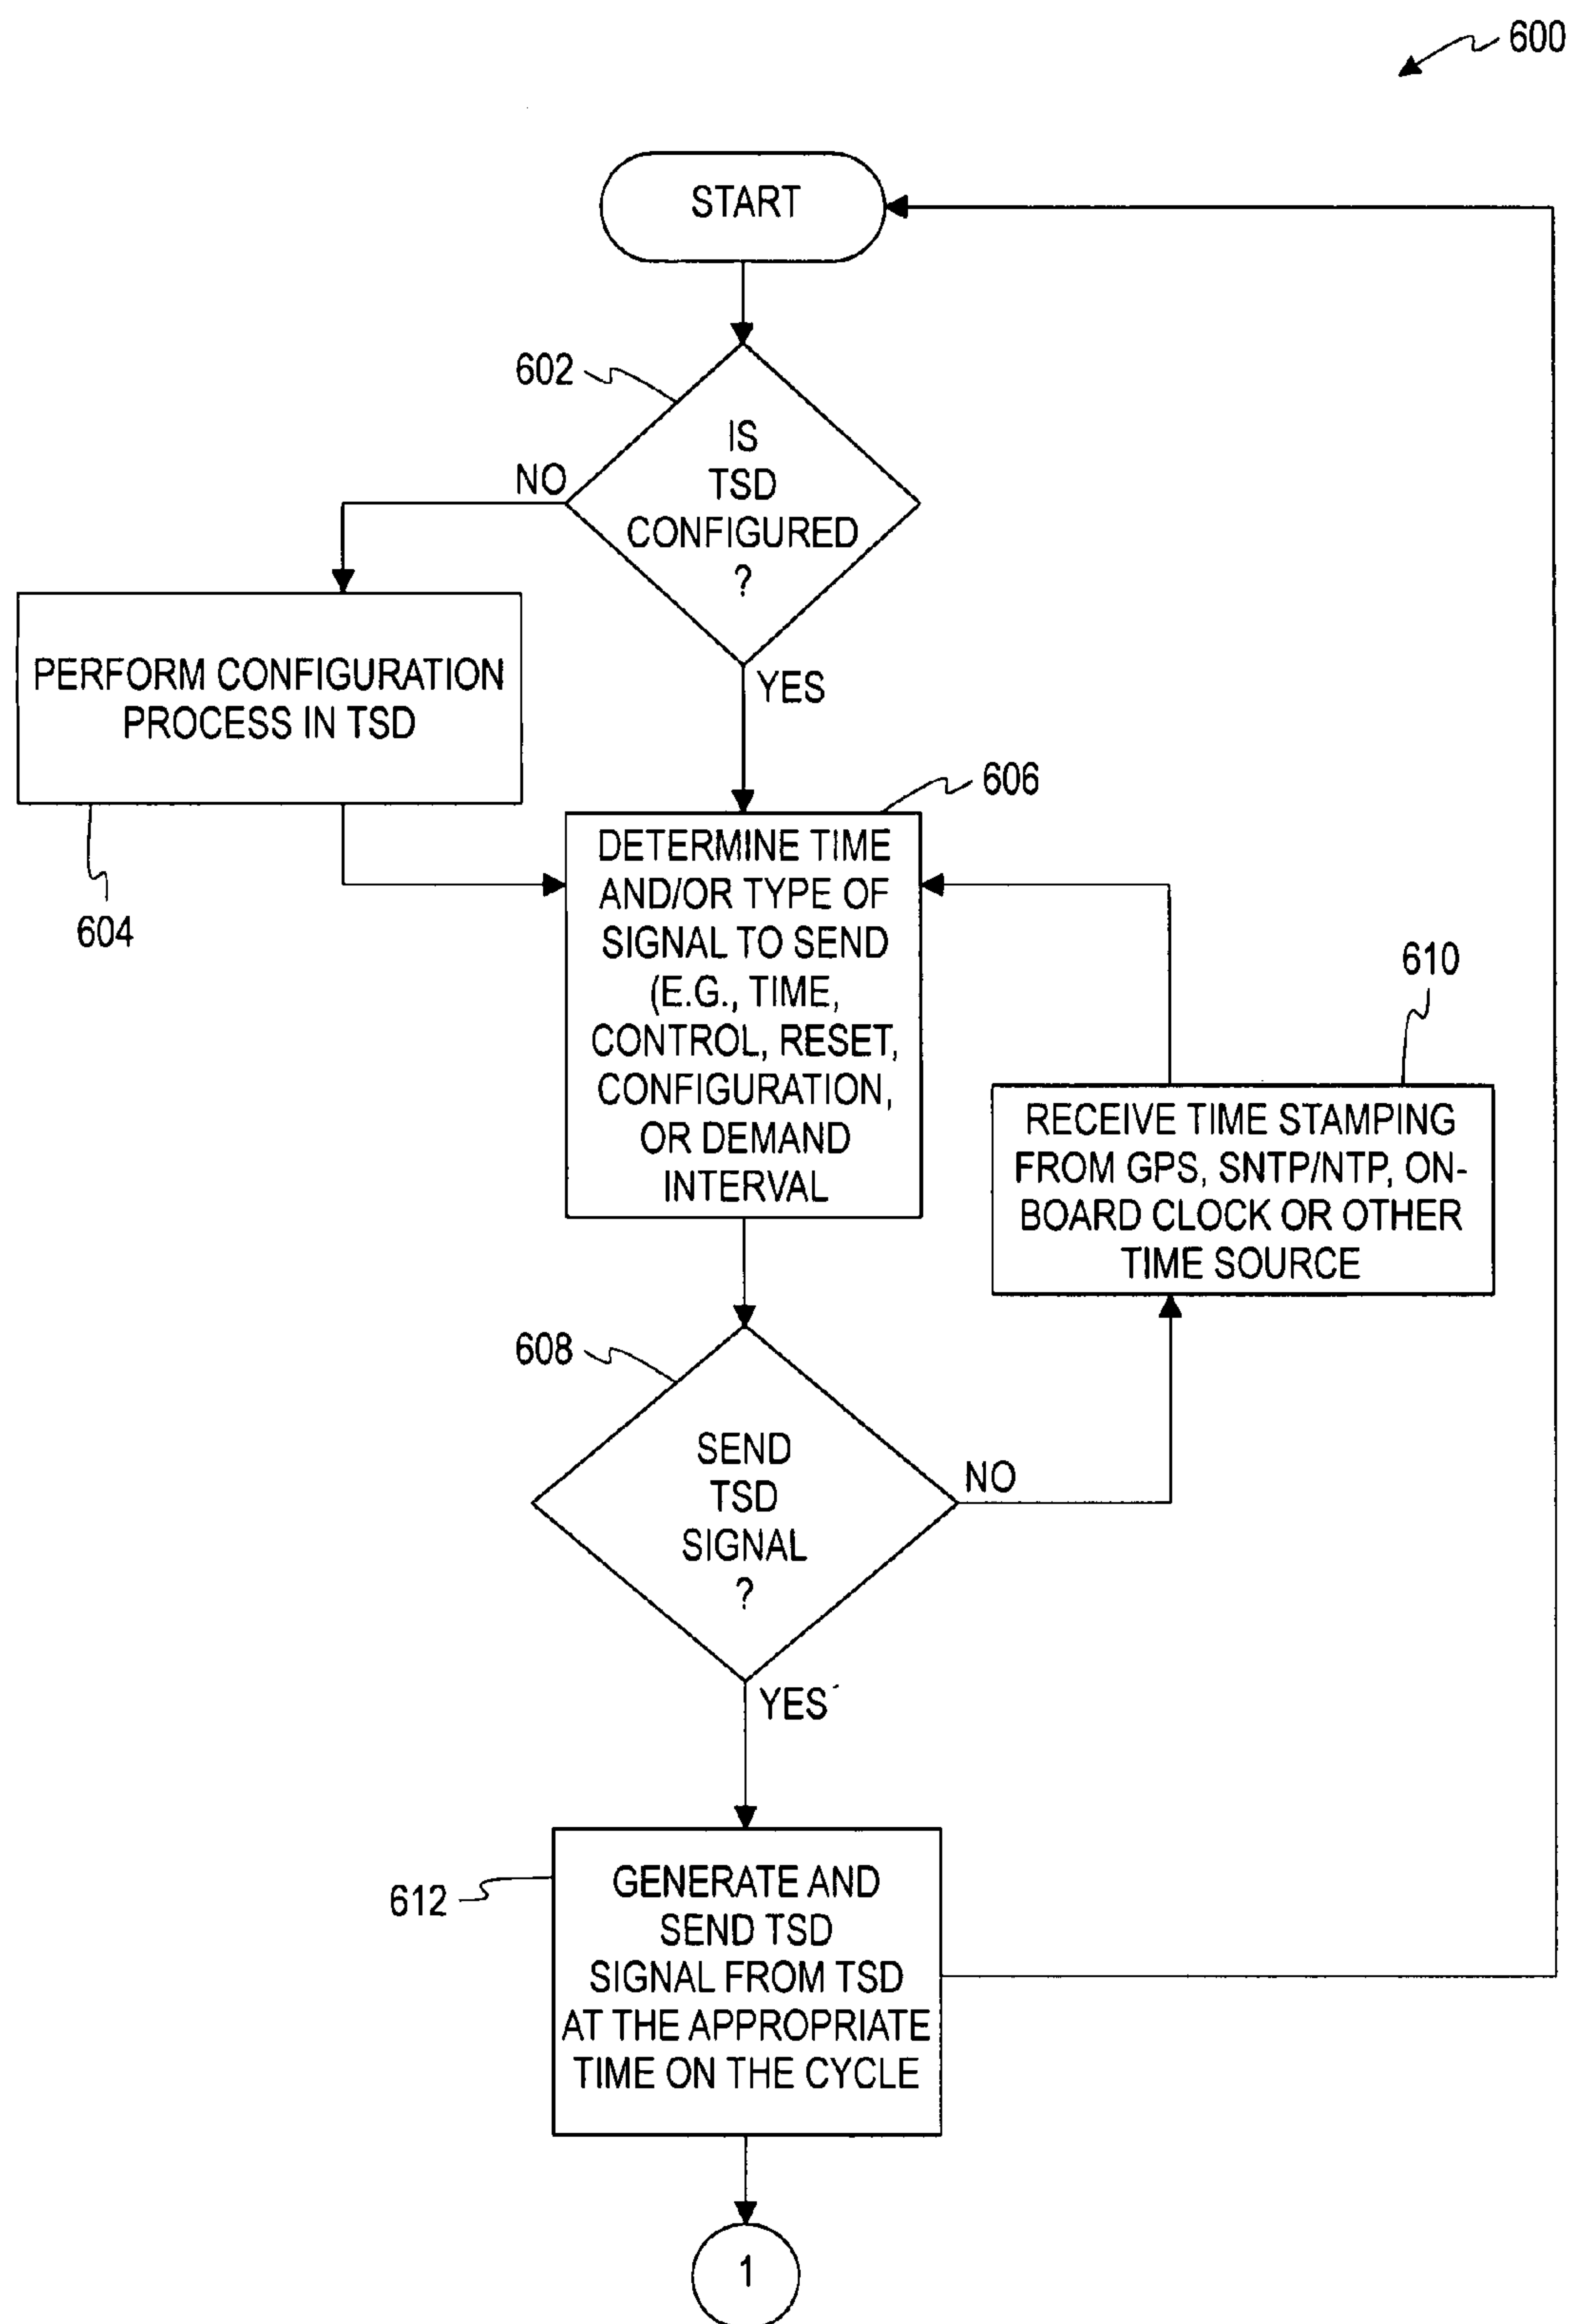 600
START
602
IS
TSD
CONFIGURED
?
NO
YES
PERFORM CONFIGURATION
PROCESS IN TSD
604
606
DETERMINE TIME
AND/OR TYPE OF
SIGNAL TO SEND
(E.G., TIME,
CONTROL, RESET,
CONFIGURATION,
OR DEMAND
INTERVAL
610
RECEIVE TIME STAMPING
FROM GPS, SNTP/NTP, ON-
BOARD CLOCK OR OTHER
TIME SOURCE
608
SEND
TSD
SIGNAL
?
NO
YES
612
GENERATE AND
SEND TSD
SIGNAL FROM TSD
AT THE APPROPRIATE
TIME ON THE CYCLE
1